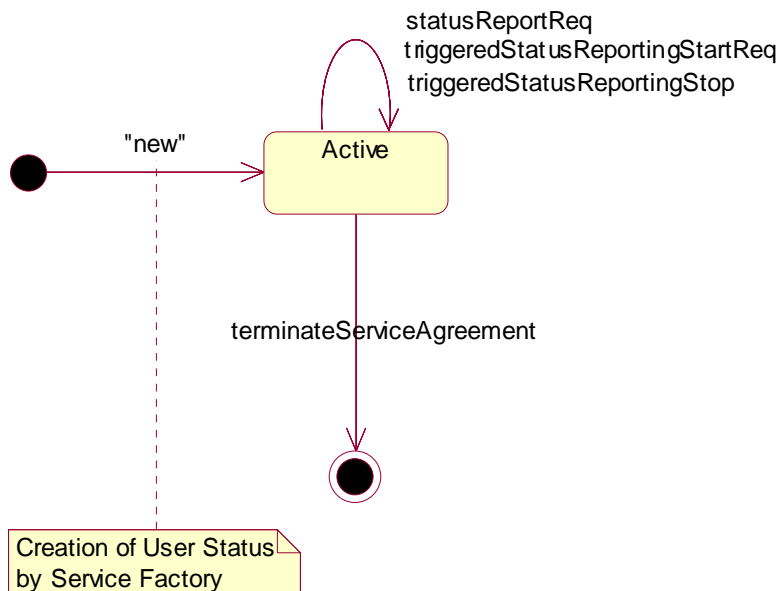 statusReportReq
triggeredStatusReportingStartReq
triggeredStatusReportingStop
"new"
Active
terminateServiceAgreement
Creation of User Status
by Service Factory